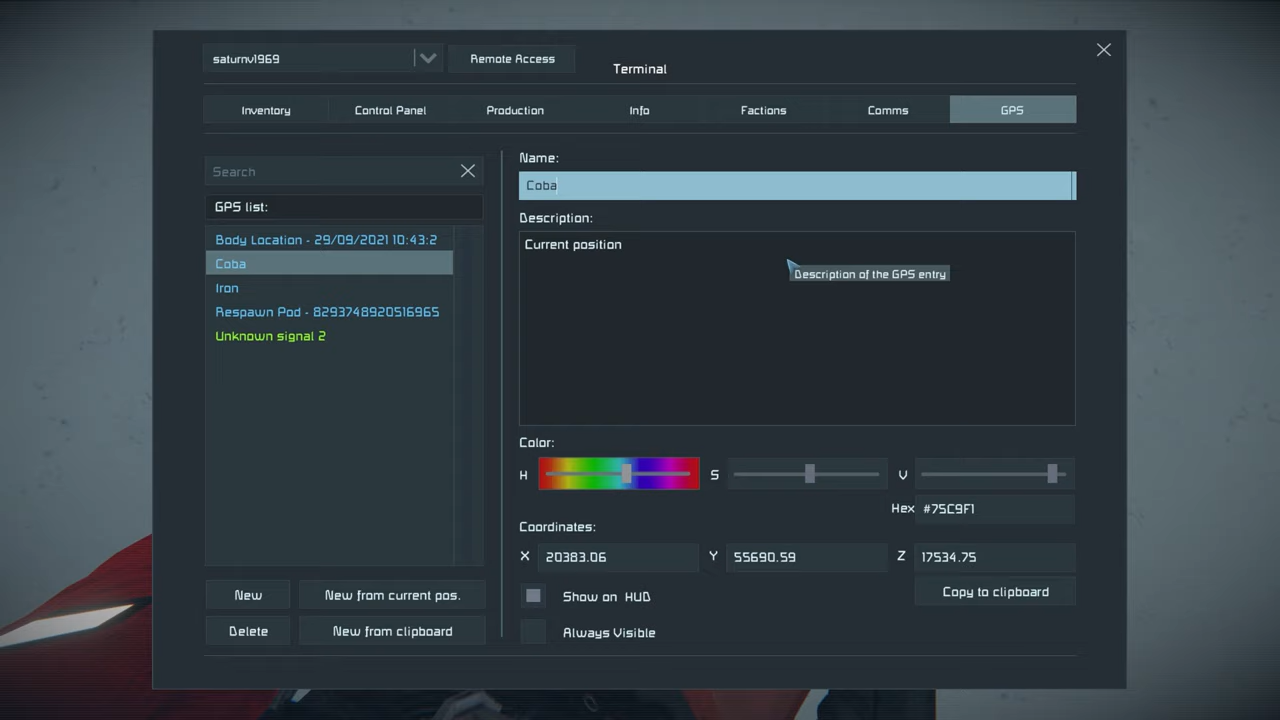 saturnv1969
Remote Access
Terminal
Inventory
Control Panel
Production
Info
Factions
Comms
GPS
Search
GPS list:
Body Location - 29/09/2021 10:43:2
Coba
Iron
Respawn Pod - 8293748920516965
Unknown signal 2
New
New from current pos.
Delete
New from clipboard
Name:
Coba
Description:
Current position
Description of the GPS entry
Color:
H
S
V
Hex #75C9F1
Coordinates:
X 20383.06
Y 55690.59
Z 17534.75
Show on HUD
Copy to clipboard
Always Visible